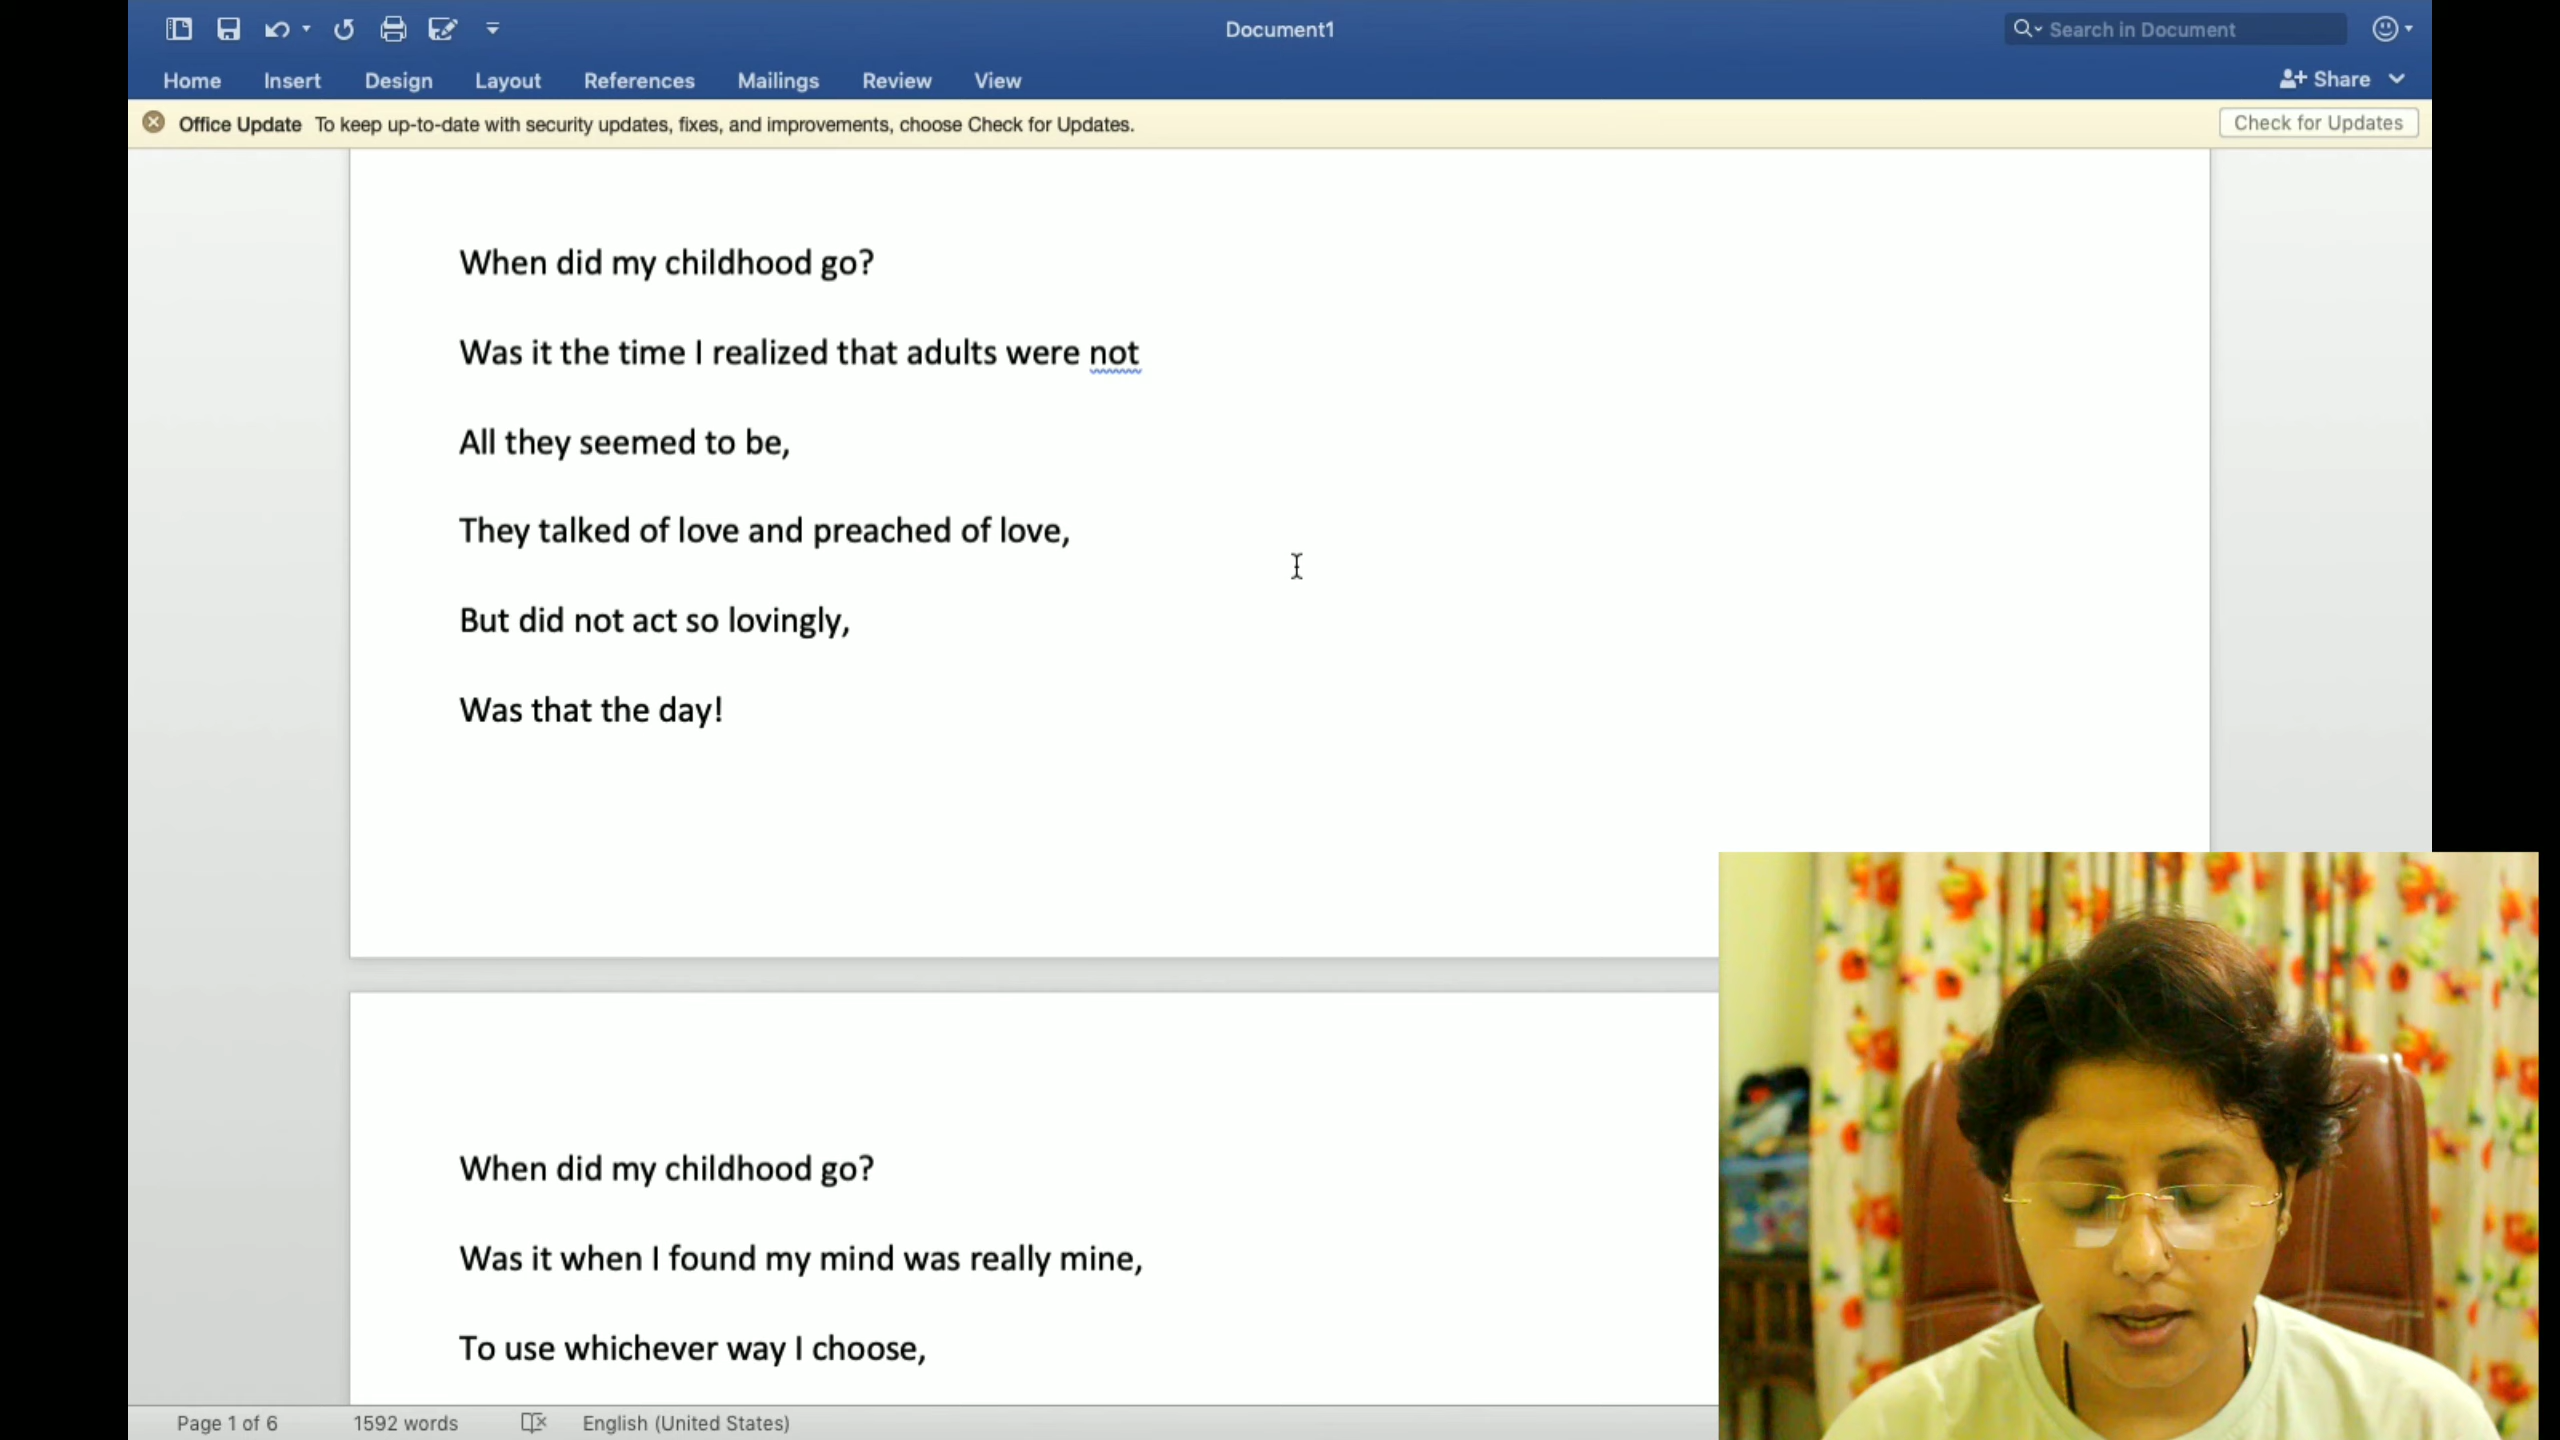 Document1
Search in Document
Home Insert Design Layout References Mailings Review View
Share
Office Update To keep up-to-date with security updates, fixes, and improvements, choose Check for Updates.
Check for Updates
When did my childhood go?
Was it the time I realized that adults were not
All they seemed to be,
They talked of love and preached of love,
But did not act so lovingly,
Was that the day!
When did my childhood go?
Was it when I found my mind was really mine,
To use whichever way I choose,
Page 1 of 6 1592 words English (United States)